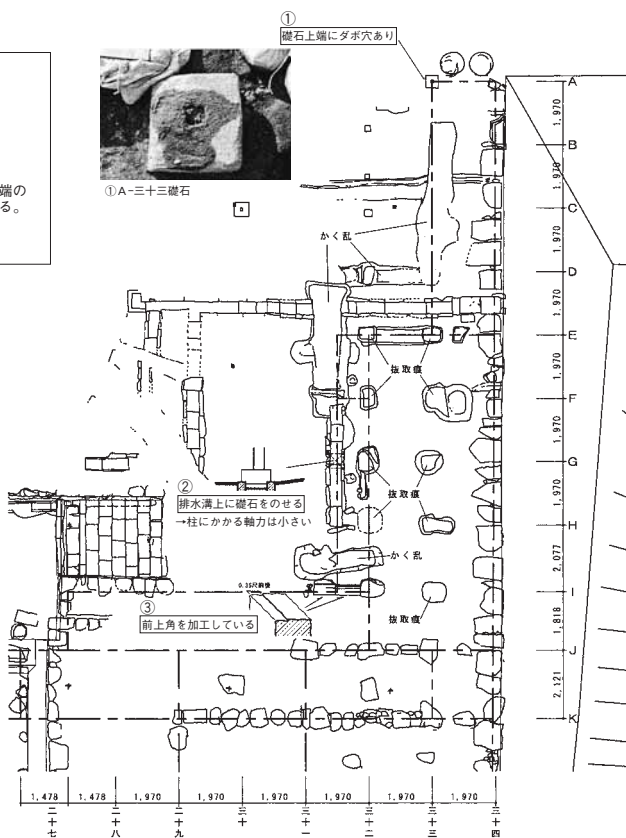 ①
礎石上端にダボ穴あり
端の
る。
①A-三十三礎石
A
1,970
B
1,970
C
1,970
D
1,970
E
1,970
F
1,970
G
1,970
H
2,077
I
1,818
J
2,121
K
かく乱
抜取痕
②
排水溝上に礎石をのせる
→柱にかかる軸力は小さい
抜取痕
かく乱
0.35尺前後
③
前上角を加工している
抜取痕
1,478 1,478 1,970 1,970 1,970 1,970 1,970 1,970
二十七 二十八 二十九 三十 三十一 三十二 三十三 三十四